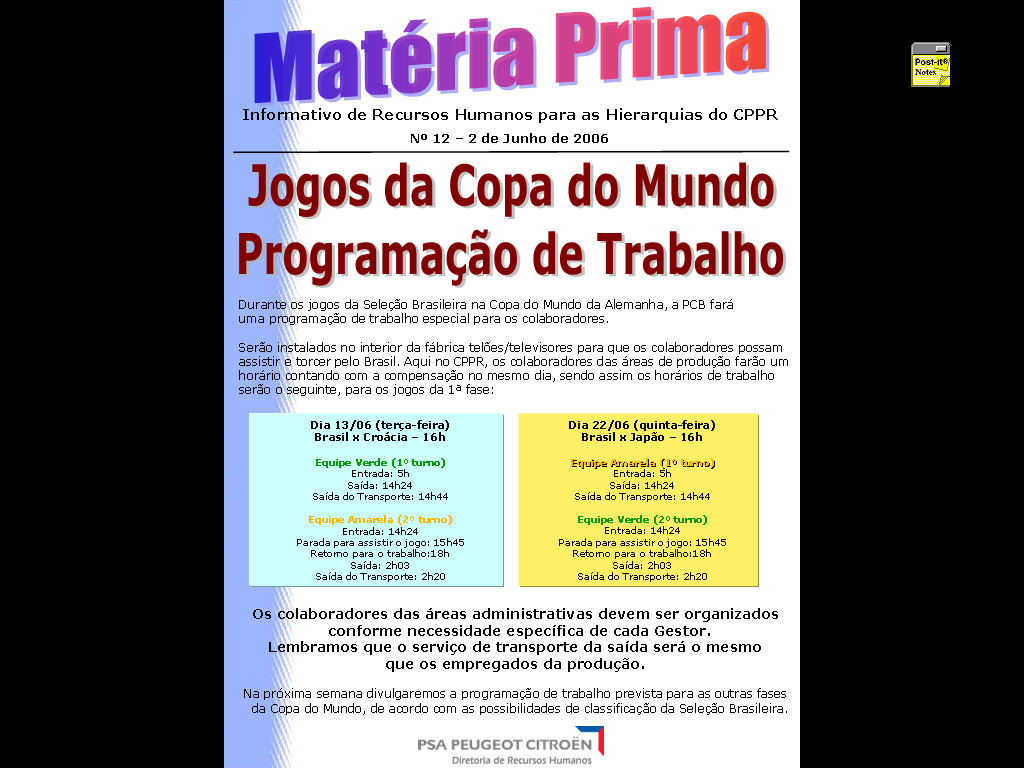 Matéria Prima
Post-it®
Notes
Informativo de Recursos Humanos para as Hierarquias do CPPR
Nº 12 – 2 de Junho de 2006
Jogos da Copa do Mundo
Programação de Trabalho
Durante os jogos da Seleção Brasileira na Copa do Mundo da Alemanha, a PCB fará
uma programação de trabalho especial para os colaboradores.
Serão instalados no interior da fábrica telões/televisores para que os colaboradores possam
assistir e torcer pelo Brasil. Aqui no CPPR, os colaboradores das áreas de produção farão um
horário contando com a compensação no mesmo dia, sendo assim os horários de trabalho
serão o seguinte, para os jogos da 1ª fase:
Dia 13/06 (terça-feira)
Brasil x Croácia – 16h
Equipe Verde (1º turno)
Entrada: 5h
Saída: 14h24
Saída do Transporte: 14h44
Equipe Amarela (2º turno)
Entrada: 14h24
Parada para assistir o jogo: 15h45
Retorno para o trabalho:18h
Saída: 2h03
Saída do Transporte: 2h20
Dia 22/06 (quinta-feira)
Brasil x Japão – 16h
Equipe Amarela (1º turno)
Entrada: 5h
Saída: 14h24
Saída do Transporte: 14h44
Equipe Verde (2º turno)
Entrada: 14h24
Parada para assistir o jogo: 15h45
Retorno para o trabalho:18h
Saída: 2h03
Saída do Transporte: 2h20
Os colaboradores das áreas administrativas devem ser organizados
conforme necessidade específica de cada Gestor.
Lembramos que o serviço de transporte da saída será o mesmo
que os empregados da produção.
Na próxima semana divulgaremos a programação de trabalho prevista para as outras fases
da Copa do Mundo, de acordo com as possibilidades de classificação da Seleção Brasileira.
PSA PEUGEOT CITROËN
Diretoria de Recursos Humanos